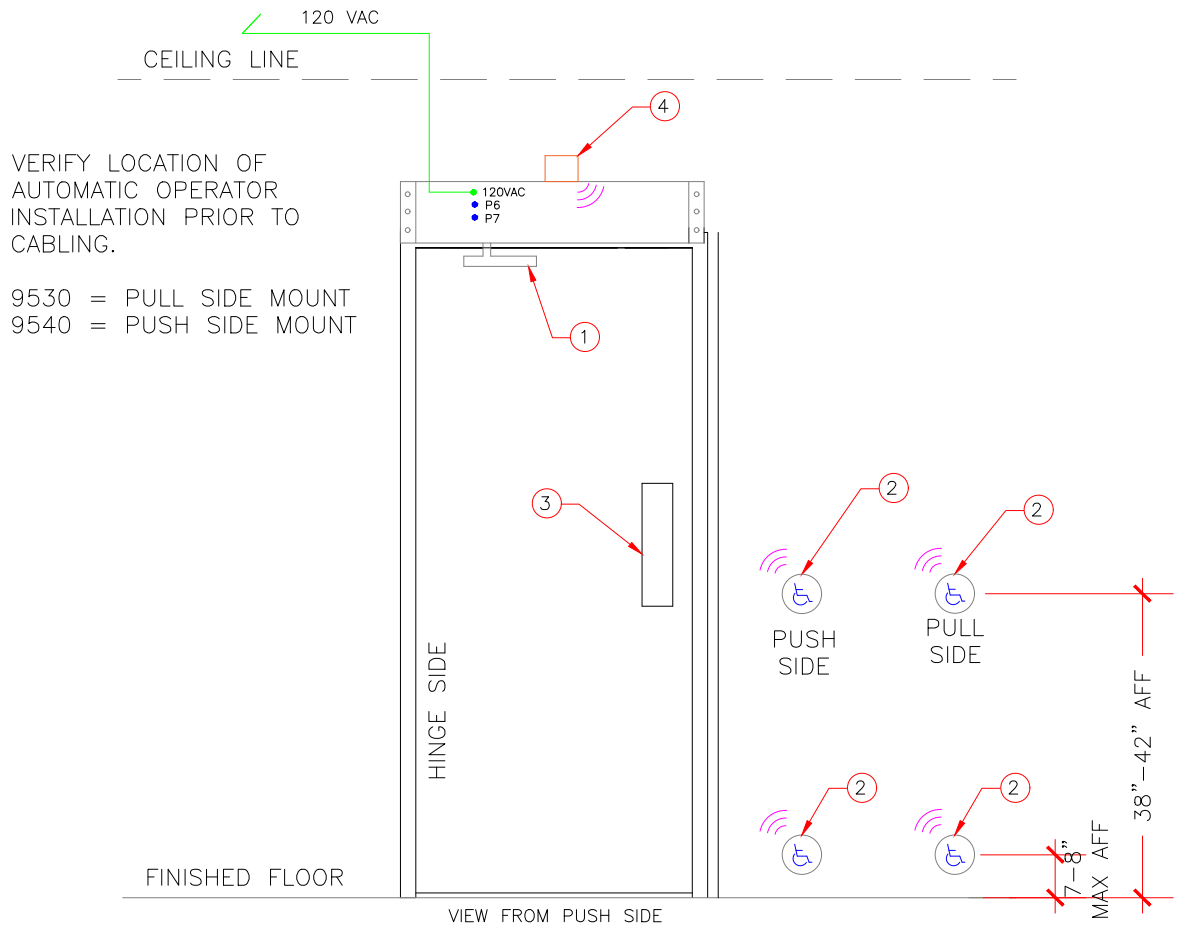 120 VAC
CEILING LINE
4
VERIFY LOCATION OF
AUTOMATIC OPERATOR
INSTALLATION PRIOR TO
CABLING.
120VAC
P6
P7
9530 = PULL SIDE MOUNT
9540 = PUSH SIDE MOUNT
1
2
3
2
PUSH
SIDE
PULL
SIDE
HINGE SIDE
38"-42" AFF
2
2
7-8"
MAX AFF
FINISHED FLOOR
VIEW FROM PUSH SIDE